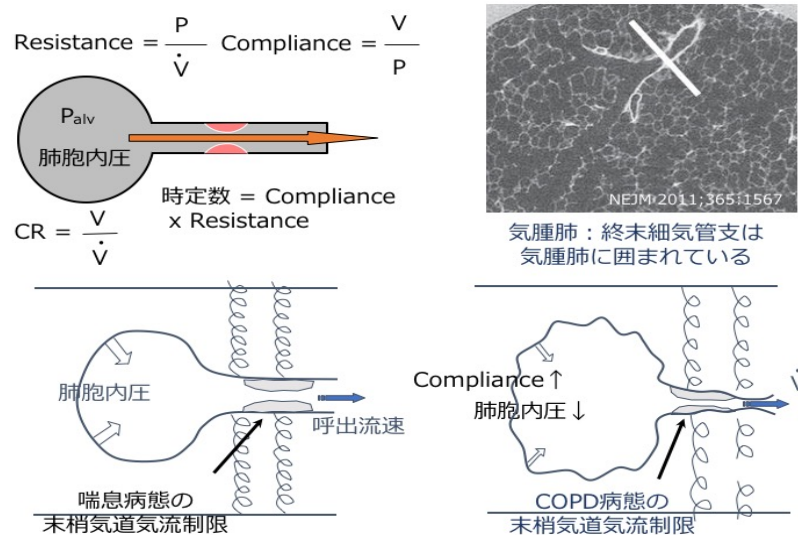 Resistance = P / V̇
Compliance = V / P
Palv
肺胞内圧
時定数 = Compliance
x Resistance
CR = V / V̇
NEJM 2011;365:1567
気腫肺：終末細気管支は
気腫肺に囲まれている
肺胞内圧
呼出流速
喘息病態の
末梢気道気流制限
Compliance↑
肺胞内圧↓
COPD病態の
末梢気道気流制限